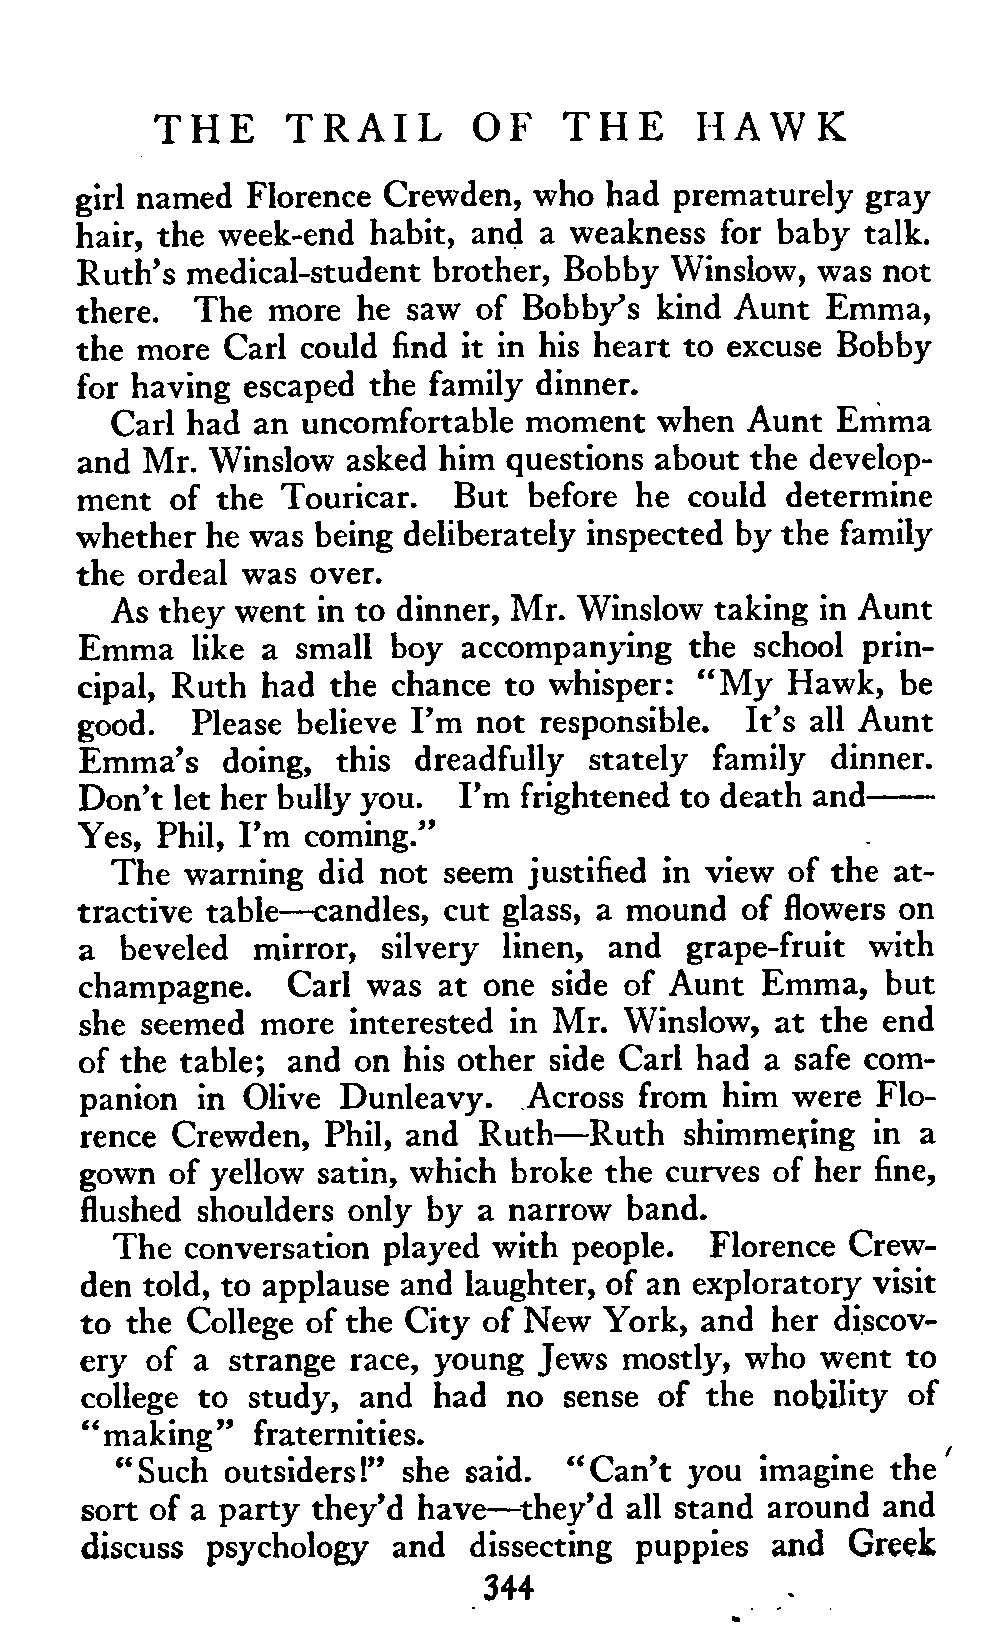 THE TRAIL OF THE HAWK
girl named Florence Crewden, who had prematurely gray
hair, the week-end habit, and a weakness for baby talk.
Ruth's medical-student brother, Bobby Winslow, was not
there. The more he saw of Bobby's kind Aunt Emma,
the more Carl could find it in his heart to excuse Bobby
for having escaped the family dinner.
Carl had an uncomfortable moment when Aunt Emma
and Mr. Winslow asked him questions about the develop-
ment of the Touricar. But before he could determine
whether he was being deliberately inspected by the family
the ordeal was over.
As they went in to dinner, Mr. Winslow taking in Aunt
Emma like a small boy accompanying the school prin-
cipal, Ruth had the chance to whisper: "My Hawk, be
good. Please believe I'm not responsible. It's all Aunt
Emma's doing, this dreadfully stately family dinner.
Don't let her bully you. I'm frightened to death and——
Yes, Phil, I'm coming."
The warning did not seem justified in view of the at-
tractive table—candles, cut glass, a mound of flowers on
a beveled mirror, silvery linen, and grape-fruit with
champagne. Carl was at one side of Aunt Emma, but
she seemed more interested in Mr. Winslow, at the end
of the table; and on his other side Carl had a safe com-
panion in Olive Dunleavy. Across from him were Flo-
rence Crewden, Phil, and Ruth—Ruth shimmering in a
gown of yellow satin, which broke the curves of her fine,
flushed shoulders only by a narrow band.
The conversation played with people. Florence Crew-
den told, to applause and laughter, of an exploratory visit
to the College of the City of New York, and her discov-
ery of a strange race, young Jews mostly, who went to
college to study, and had no sense of the nobility of
"making" fraternities.
"Such outsiders!" she said. "Can't you imagine the
sort of a party they'd have—they'd all stand around and
discuss psychology and dissecting puppies and Greek
344